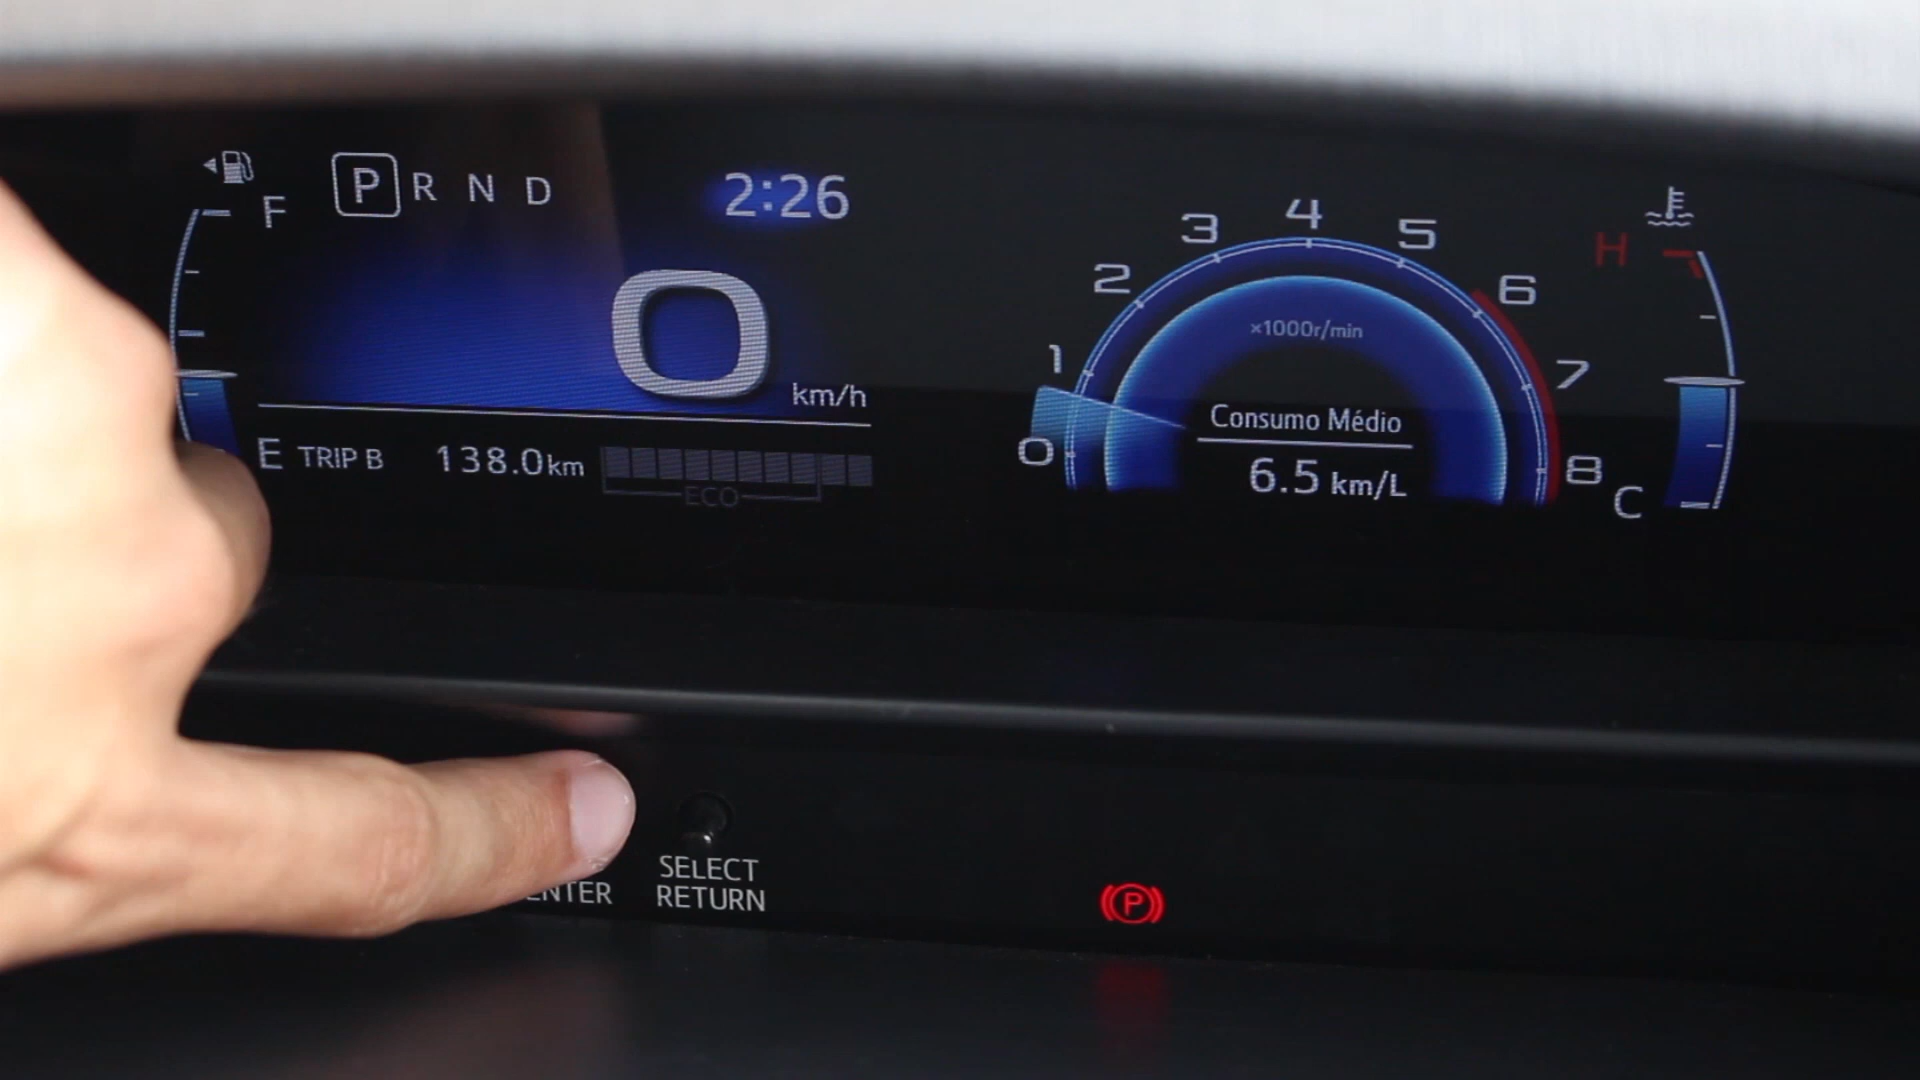 F
P R N D
2:26
0
km/h
E TRIP B 138.0km
ECO
0 1 2 3 4 5 6 7 8
×1000r/min
Consumo Médio
6.5 km/L
H
C
SELECT
RETURN
P